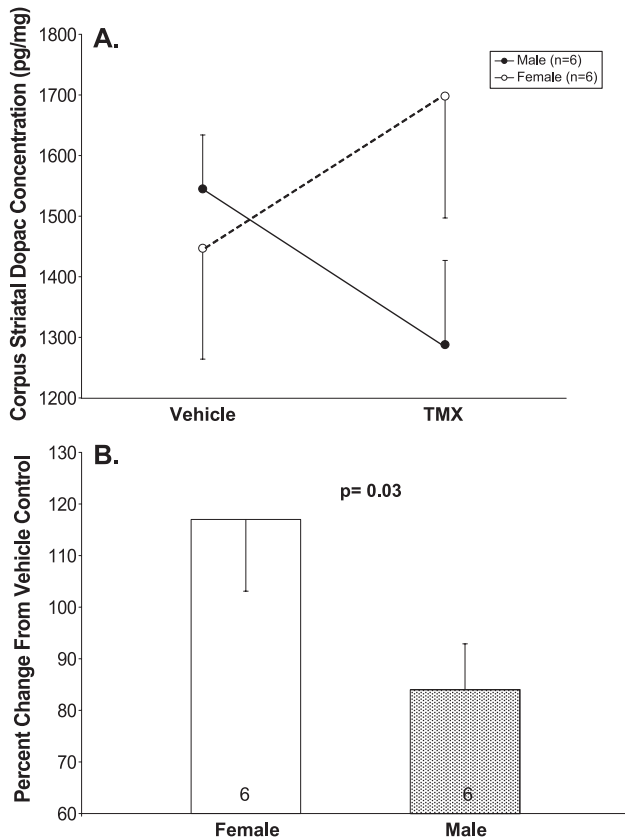 A.
Corpus Striatal Dopac Concentration (pg/mg)
1800
1700
1600
1500
1400
1300
1200
Male (n=6)
Female (n=6)
Vehicle
TMX
B.
Percent Change From Vehicle Control
130
120
110
100
90
80
70
60
p= 0.03
6
6
Female
Male